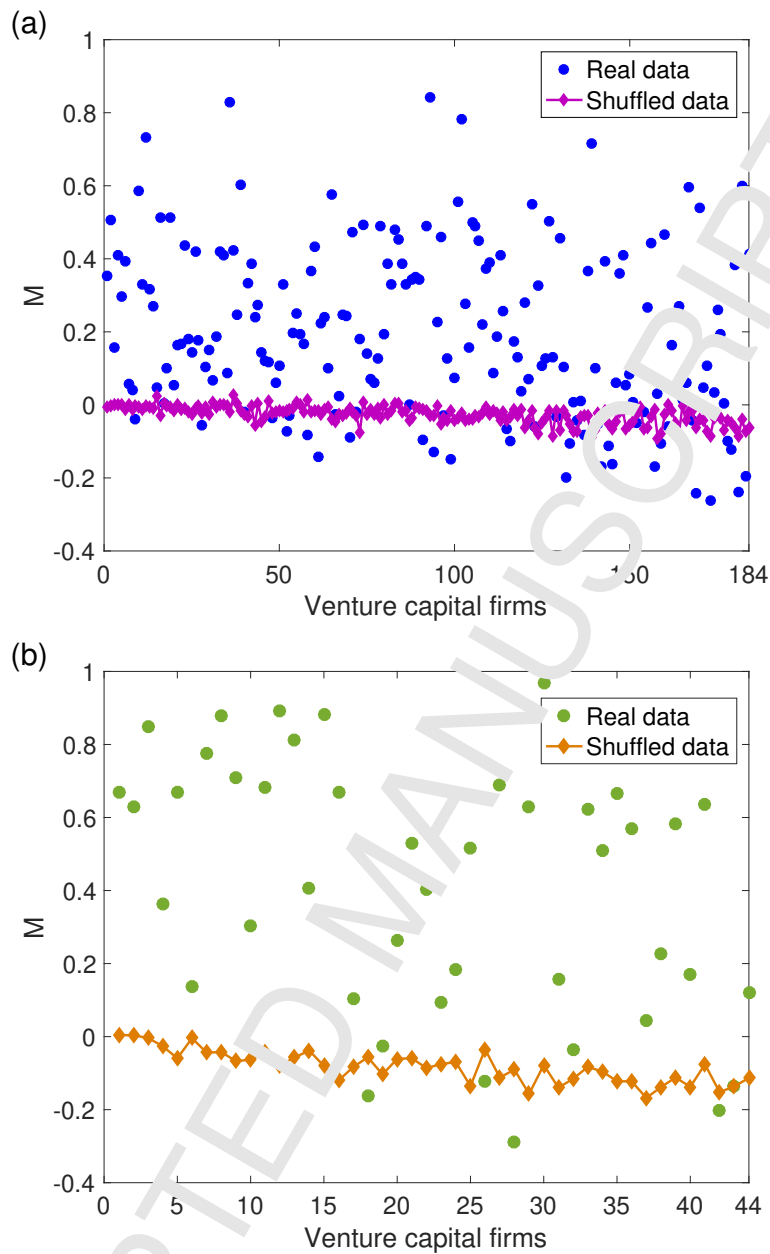 (a)
1
0.8
0.6
0.4
0.2
0
-0.2
-0.4
M
Real data
Shuffled data
0 50 100 150 184
Venture capital firms
(b)
1
0.8
0.6
0.4
0.2
0
-0.2
-0.4
M
Real data
Shuffled data
0 5 10 15 20 25 30 35 40 44
Venture capital firms
PTED MANUSCRIPT